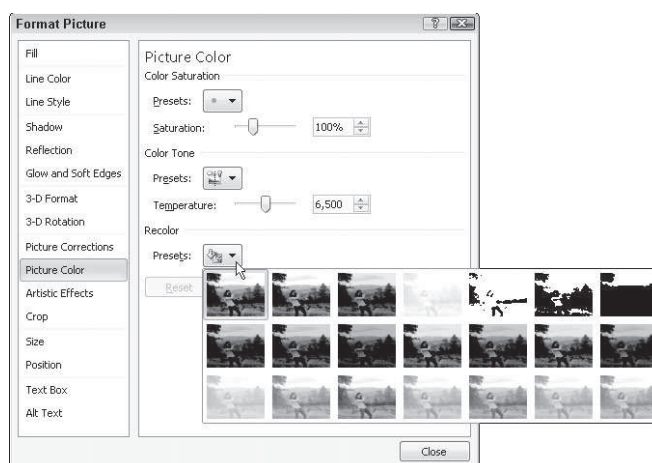 Format Picture
Fill
Line Color
Line Style
Shadow
Reflection
Glow and Soft Edges
3-D Format
3-D Rotation
Picture Corrections
Picture Color
Artistic Effects
Crop
Size
Position
Text Box
Alt Text
Picture Color
Color Saturation
Presets:
Saturation: 100%
Color Tone
Presets:
Temperature: 6,500
Recolor
Presets:
Reset
Close